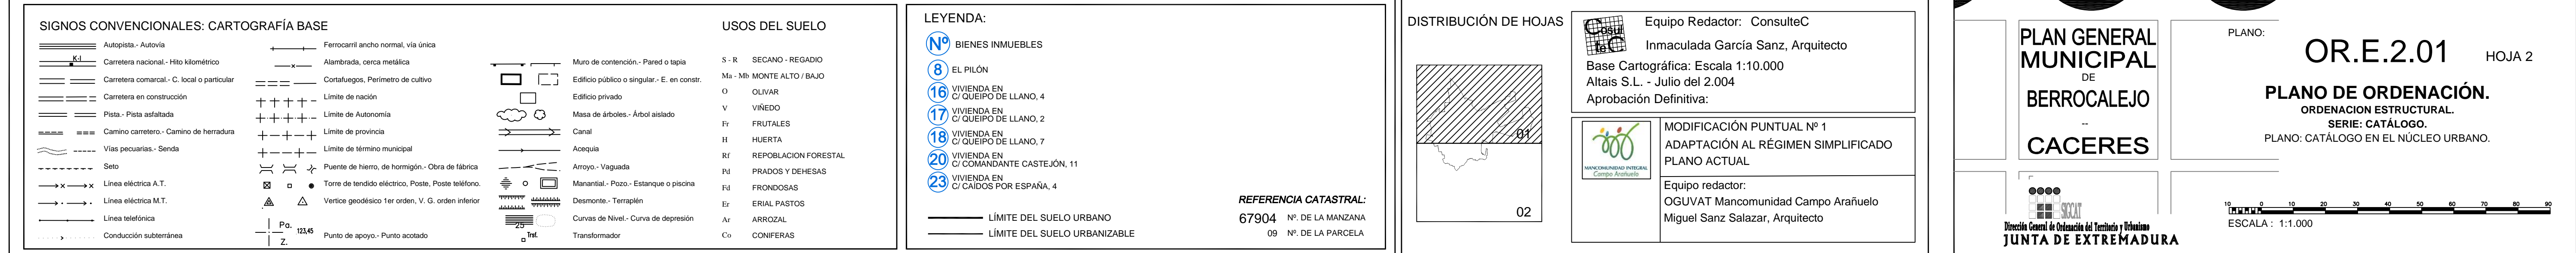 SIGNOS CONVENCIONALES: CARTOGRAFÍA BASE
Autopista.- Autovía
K-I
Carretera nacional.- Hito kilométrico
Carretera comarcal.- C. local o particular
Carretera en construcción
Pista.- Pista asfaltada
Camino carretero.- Camino de herradura
Vías pecuarias.- Senda
Seto
Línea eléctrica A.T.
Línea eléctrica M.T.
Línea telefónica
Conducción subterránea
Ferrocarril ancho normal, vía única
Alambrada, cerca metálica
Cortafuegos, Perímetro de cultivo
Límite de nación
Límite de Autonomía
Límite de provincia
Límite de término municipal
Puente de hierro, de hormigón.- Obra de fábrica
Torre de tendido eléctrico, Poste, Poste teléfono.
Vertice geodésico 1er orden, V. G. orden inferior
Po.
Z.
123,45
Punto de apoyo.- Punto acotado
Muro de contención.- Pared o tapia
Edificio público o singular.- E. en constr.
Edificio privado
Masa de árboles.- Árbol aislado
Canal
Acequia
Arroyo.- Vaguada
Manantial.- Pozo.- Estanque o piscina
Desmonte.- Terraplén
25
Curvas de Nivel.- Curva de depresión
Traf.
Transformador
USOS DEL SUELO
S - R SECANO - REGADIO
Ma - Mb MONTE ALTO / BAJO
O OLIVAR
V VIÑEDO
Fr FRUTALES
H HUERTA
Rf REPOBLACION FORESTAL
Pd PRADOS Y DEHESAS
Fd FRONDOSAS
Er ERIAL PASTOS
Ar ARROZAL
Co CONIFERAS
LEYENDA:
Nº BIENES INMUEBLES
8 EL PILÓN
16 VIVIENDA EN
C/ QUEIPO DE LLANO, 4
17 VIVIENDA EN
C/ QUEIPO DE LLANO, 2
18 VIVIENDA EN
C/ QUEIPO DE LLANO, 7
20 VIVIENDA EN
C/ COMANDANTE CASTEJÓN, 11
23 VIVIENDA EN
C/ CAÍDOS POR ESPAÑA, 4
LÍMITE DEL SUELO URBANO
LÍMITE DEL SUELO URBANIZABLE
REFERENCIA CATASTRAL:
67904 Nº. DE LA MANZANA
09 Nº. DE LA PARCELA
DISTRIBUCIÓN DE HOJAS
01
02
Cosul
teC
Equipo Redactor: ConsulteC
Inmaculada García Sanz, Arquitecto
Base Cartográfica: Escala 1:10.000
Altais S.L. - Julio del 2.004
Aprobación Definitiva:
MANCOMUNIDAD INTEGRAL
Campo Arañuelo
MODIFICACIÓN PUNTUAL Nº 1
ADAPTACIÓN AL RÉGIMEN SIMPLIFICADO
PLANO ACTUAL
Equipo redactor:
OGUVAT Mancomunidad Campo Arañuelo
Miguel Sanz Salazar, Arquitecto
PLAN GENERAL
MUNICIPAL
DE
BERROCALEJO
--
CACERES
SIGCAT
Dirección General de Ordenación del Territorio y Urbanismo
JUNTA DE EXTREMADURA
PLANO:
OR.E.2.01
HOJA 2
PLANO DE ORDENACIÓN.
ORDENACION ESTRUCTURAL.
SERIE: CATÁLOGO.
PLANO: CATÁLOGO EN EL NÚCLEO URBANO.
10 0 10 20 30 40 50 60 70 80 90
ESCALA : 1:1.000